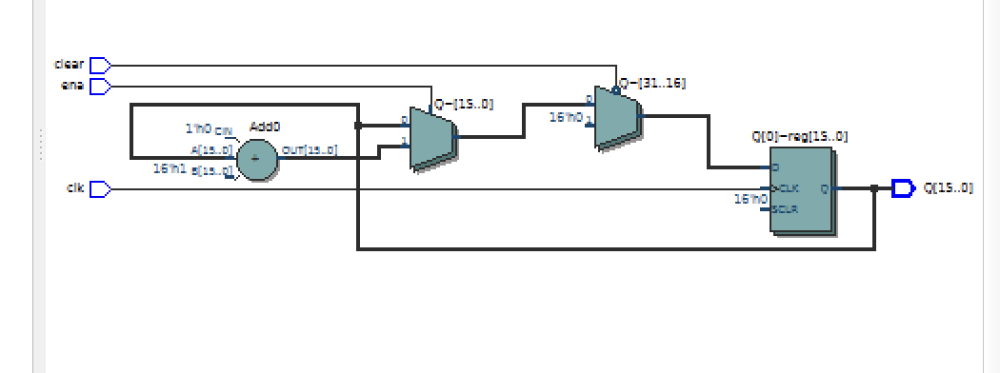 clear
ena
Q~[15..0]
Q~[31..16]
0
1
0
16'h0 1
1'h0 CIN
Add0
A[15..0]
+
OUT[15..0]
16'h1 B[15..0]
clk
Q[0]~reg[15..0]
D
CLK
Q
16'h0
SCLR
Q[15..0]